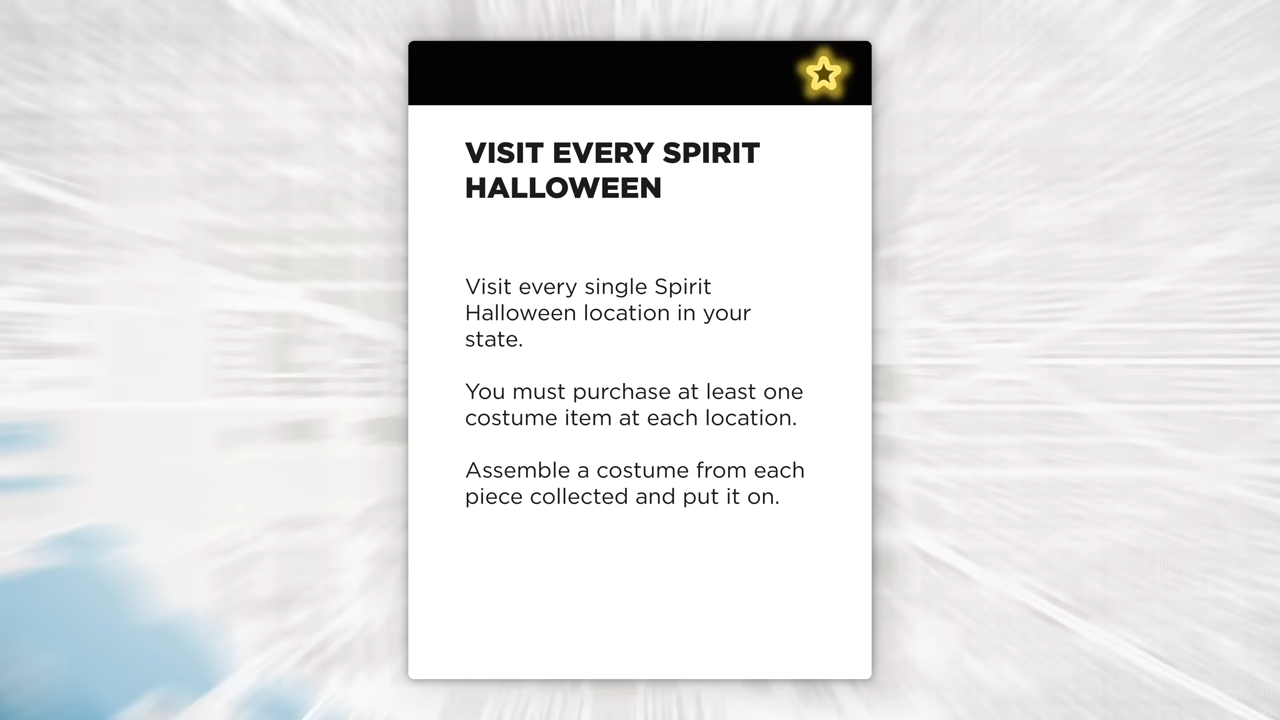 VISIT EVERY SPIRIT
HALLOWEEN
Visit every single Spirit
Halloween location in your
state.
You must purchase at least one
costume item at each location.
Assemble a costume from each
piece collected and put it on.